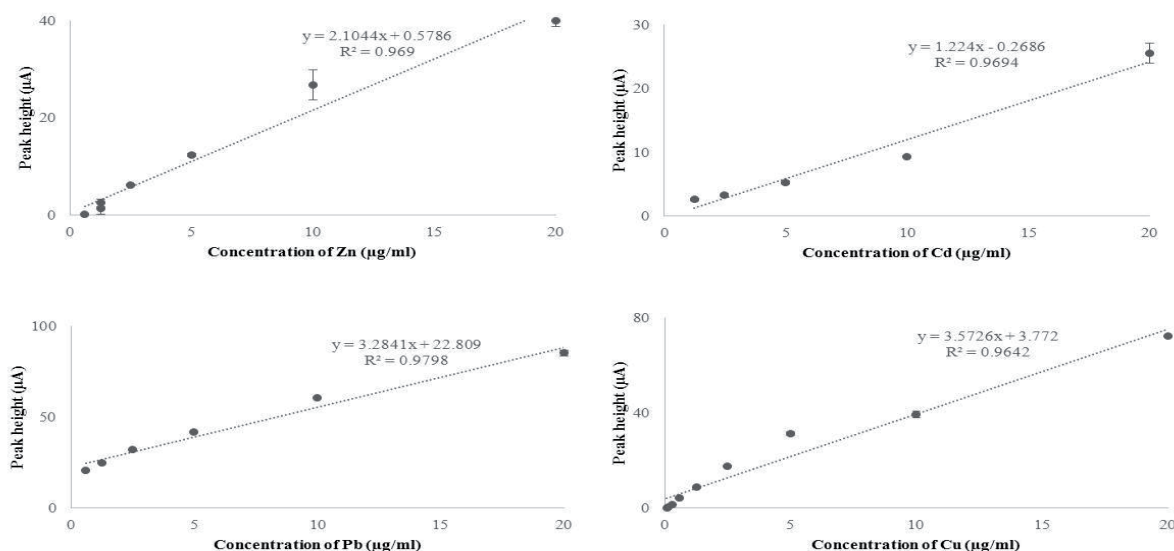 40
20
0
y = 2.1044x + 0.5786
R² = 0.969
0 5 10 15 20
Peak height (µA)
Concentration of Zn (µg/ml)
30
20
10
0
y = 1.224x - 0.2686
R² = 0.9694
0 5 10 15 20
Peak height (µA)
Concentration of Cd (µg/ml)
100
50
0
y = 3.2841x + 22.809
R² = 0.9798
0 5 10 15 20
Peak height (µA)
Concentration of Pb (µg/ml)
80
40
0
y = 3.5726x + 3.772
R² = 0.9642
0 5 10 15 20
Peak height (µA)
Concentration of Cu (µg/ml)